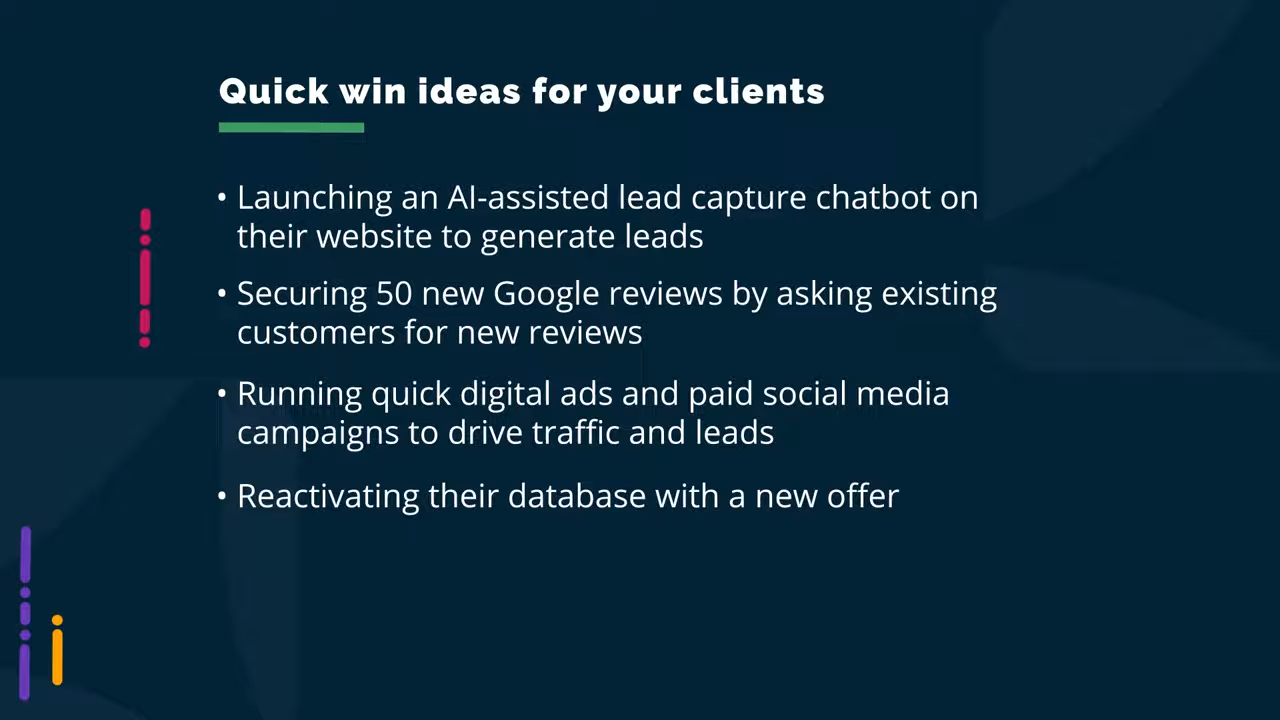 Quick win ideas for your clients
• Launching an AI-assisted lead capture chatbot on
their website to generate leads
• Securing 50 new Google reviews by asking existing
customers for new reviews
• Running quick digital ads and paid social media
campaigns to drive traffic and leads
• Reactivating their database with a new offer